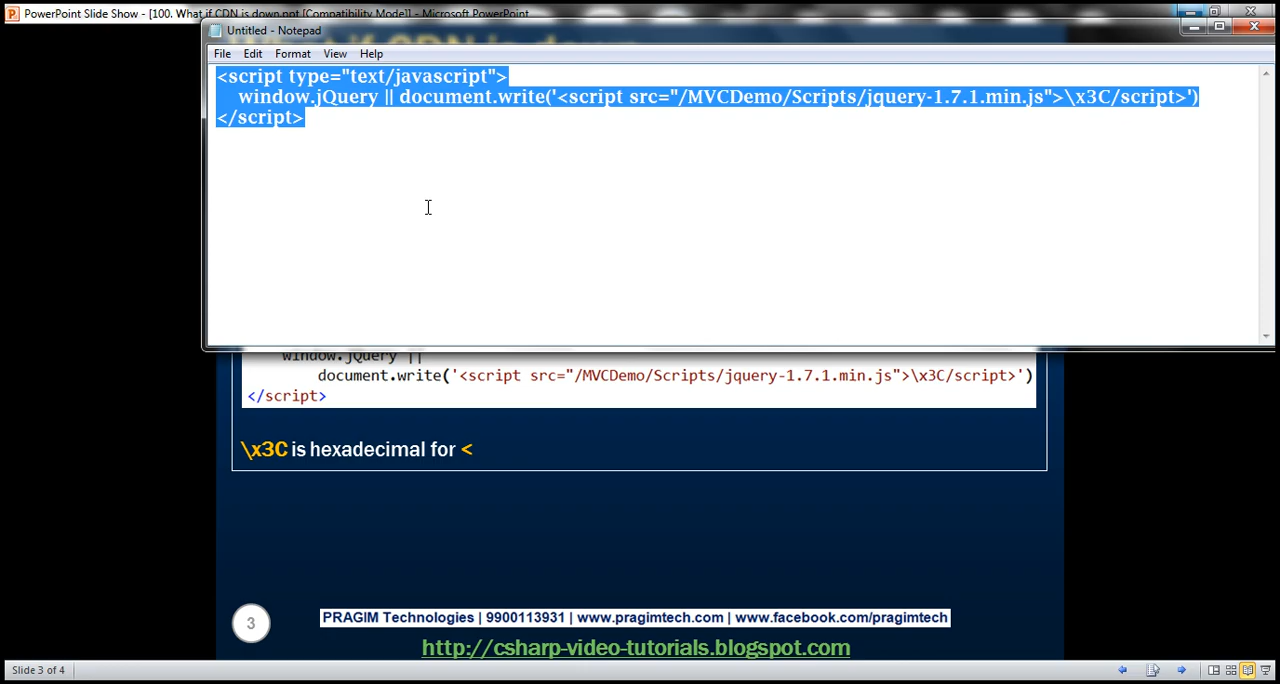 PowerPoint Slide Show - [100. What if CDN is down.ppt [Compatibility Mode]] - Microsoft PowerPoint
Untitled - Notepad
File Edit Format View Help
<script type="text/javascript">
window.jQuery || document.write('<script src="/MVCDemo/Scripts/jquery-1.7.1.min.js">\x3C/script>')
</script>
window.jQuery ||
document.write('<script src="/MVCDemo/Scripts/jquery-1.7.1.min.js">\x3C/script>')
</script>
\x3C is hexadecimal for <
3
PRAGIM Technologies | 9900113931 | www.pragimtech.com | www.facebook.com/pragimtech
http://csharp-video-tutorials.blogspot.com
Slide 3 of 4